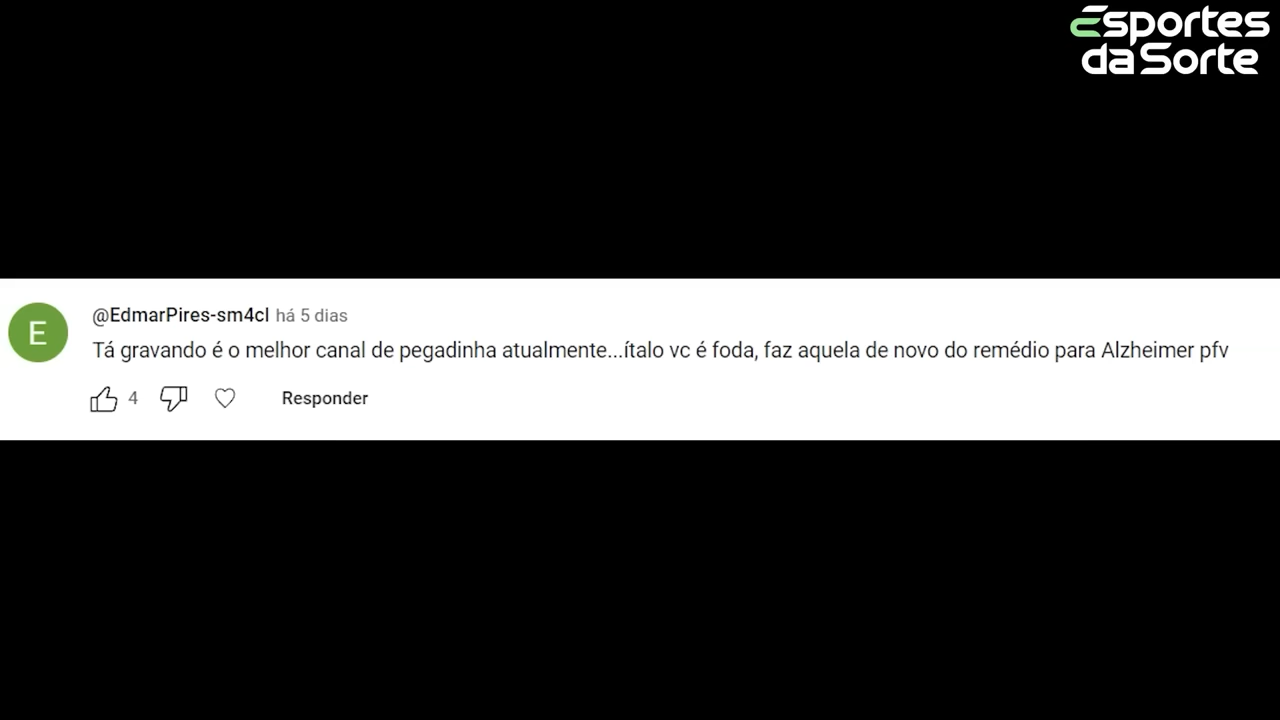 Esportes
da Sorte
E
@EdmarPires-sm4cl há 5 dias
Tá gravando é o melhor canal de pegadinha atualmente...ítalo vc é foda, faz aquela de novo do remédio para Alzheimer pfv
4
Responder